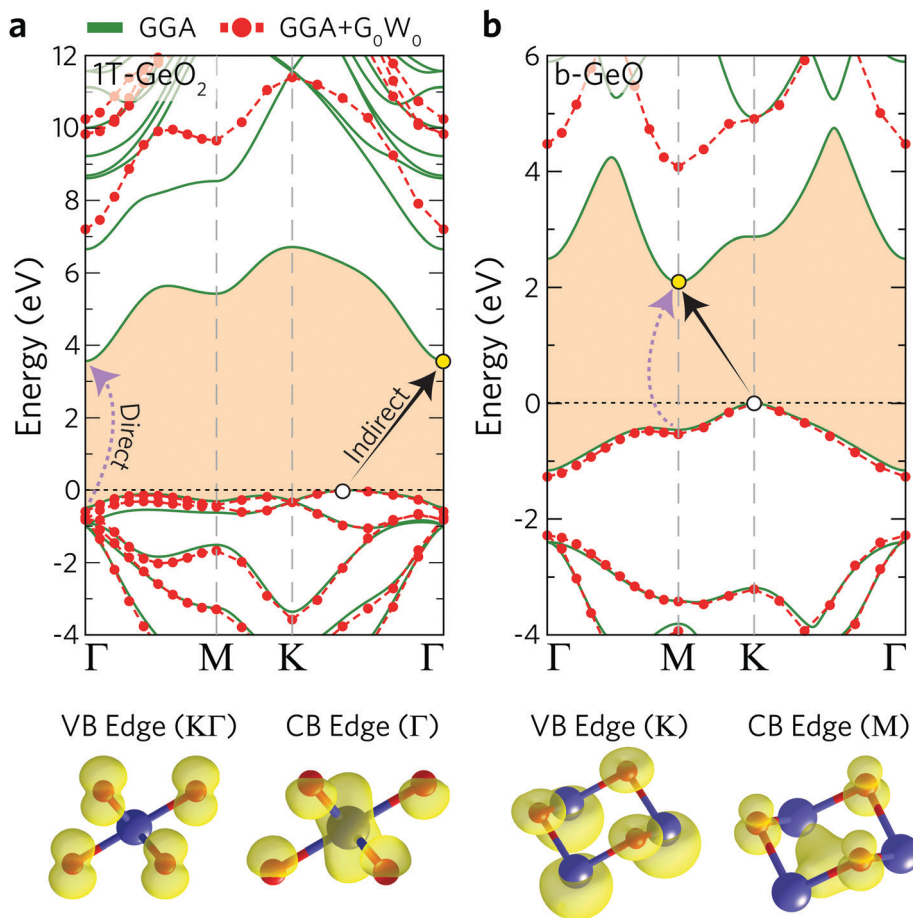 a
GGA
GGA+G₀W₀
b
12
1T-GeO₂
10
8
6
4
2
0
-2
-4
Energy (eV)
Direct
Indirect
Γ M K Γ
6
b-GeO
4
2
0
-2
-4
Energy (eV)
Γ M K Γ
VB Edge (KΓ)
CB Edge (Γ)
VB Edge (K)
CB Edge (M)